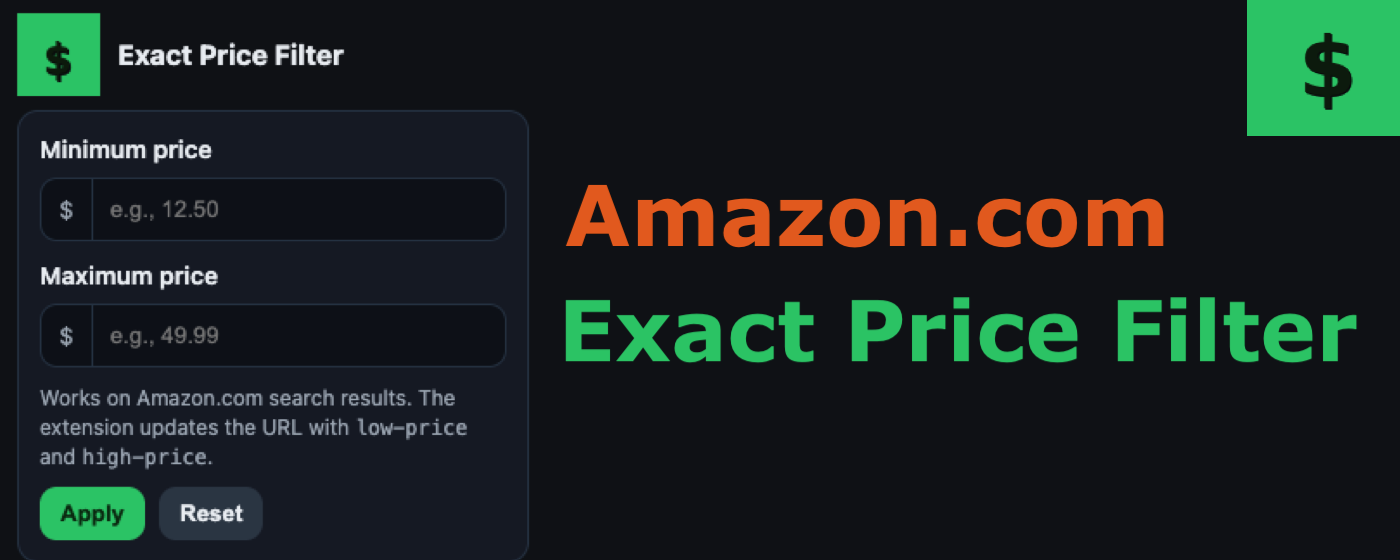 $
Exact Price Filter
$
Minimum price
$ e.g., 12.50
Maximum price
$ e.g., 49.99
Works on Amazon.com search results. The
extension updates the URL with low-price
and high-price.
Apply Reset
Amazon.com
Exact Price Filter